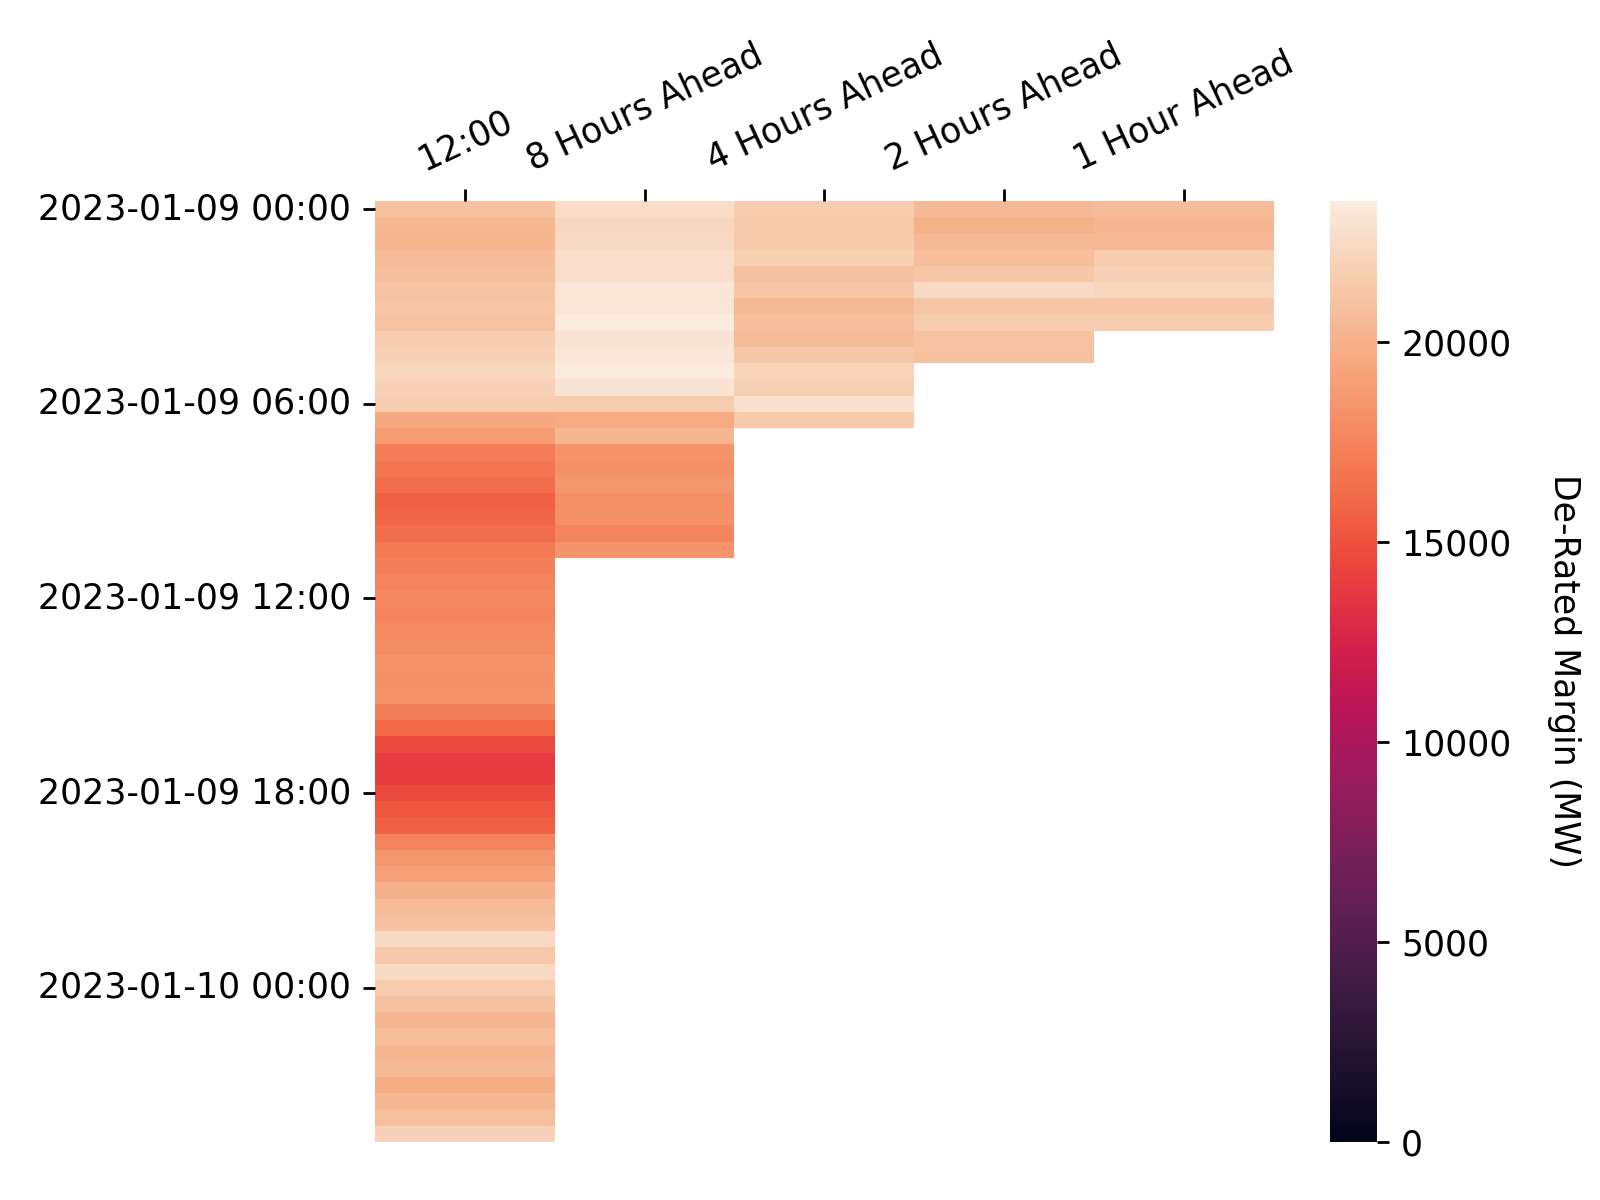 12:00
8 Hours Ahead
4 Hours Ahead
2 Hours Ahead
1 Hour Ahead
2023-01-09 00:00
2023-01-09 06:00
2023-01-09 12:00
2023-01-09 18:00
2023-01-10 00:00
20000
15000
10000
5000
0
De-Rated Margin (MW)